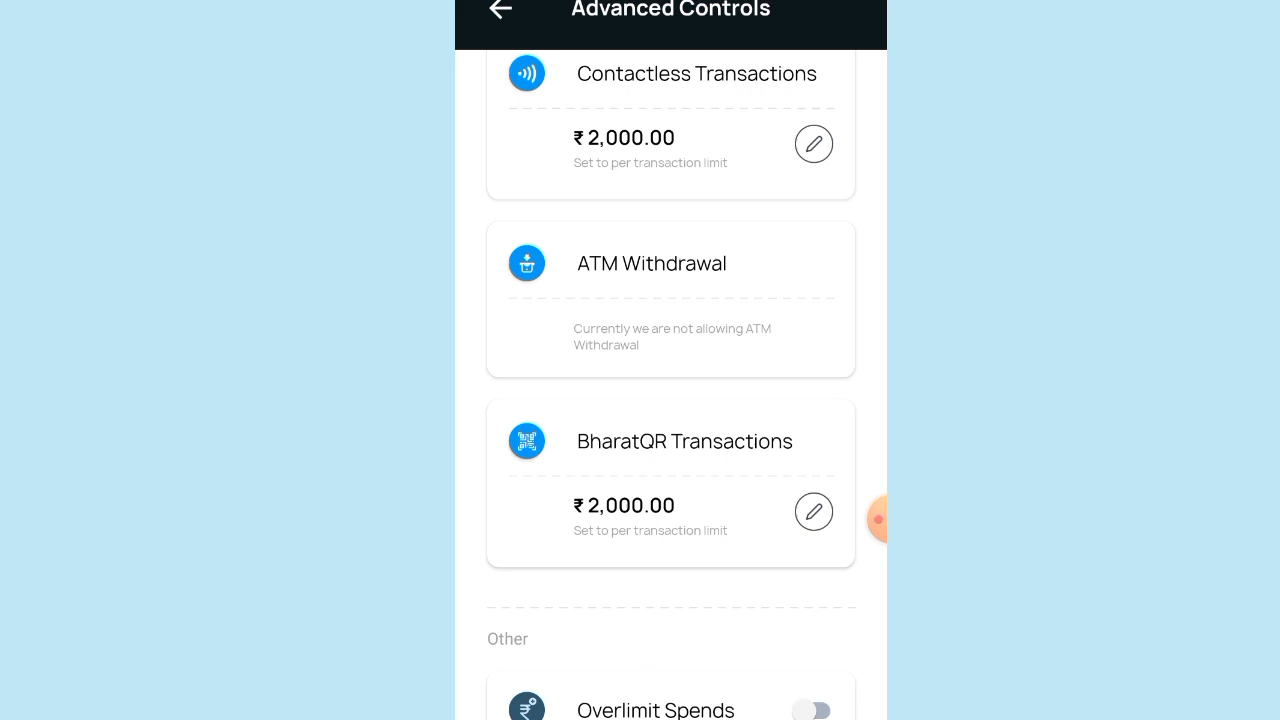 Advanced Controls
Contactless Transactions
₹ 2,000.00
Set to per transaction limit
ATM Withdrawal
Currently we are not allowing ATM
Withdrawal
BharatQR Transactions
₹ 2,000.00
Set to per transaction limit
Other
Overlimit Spends